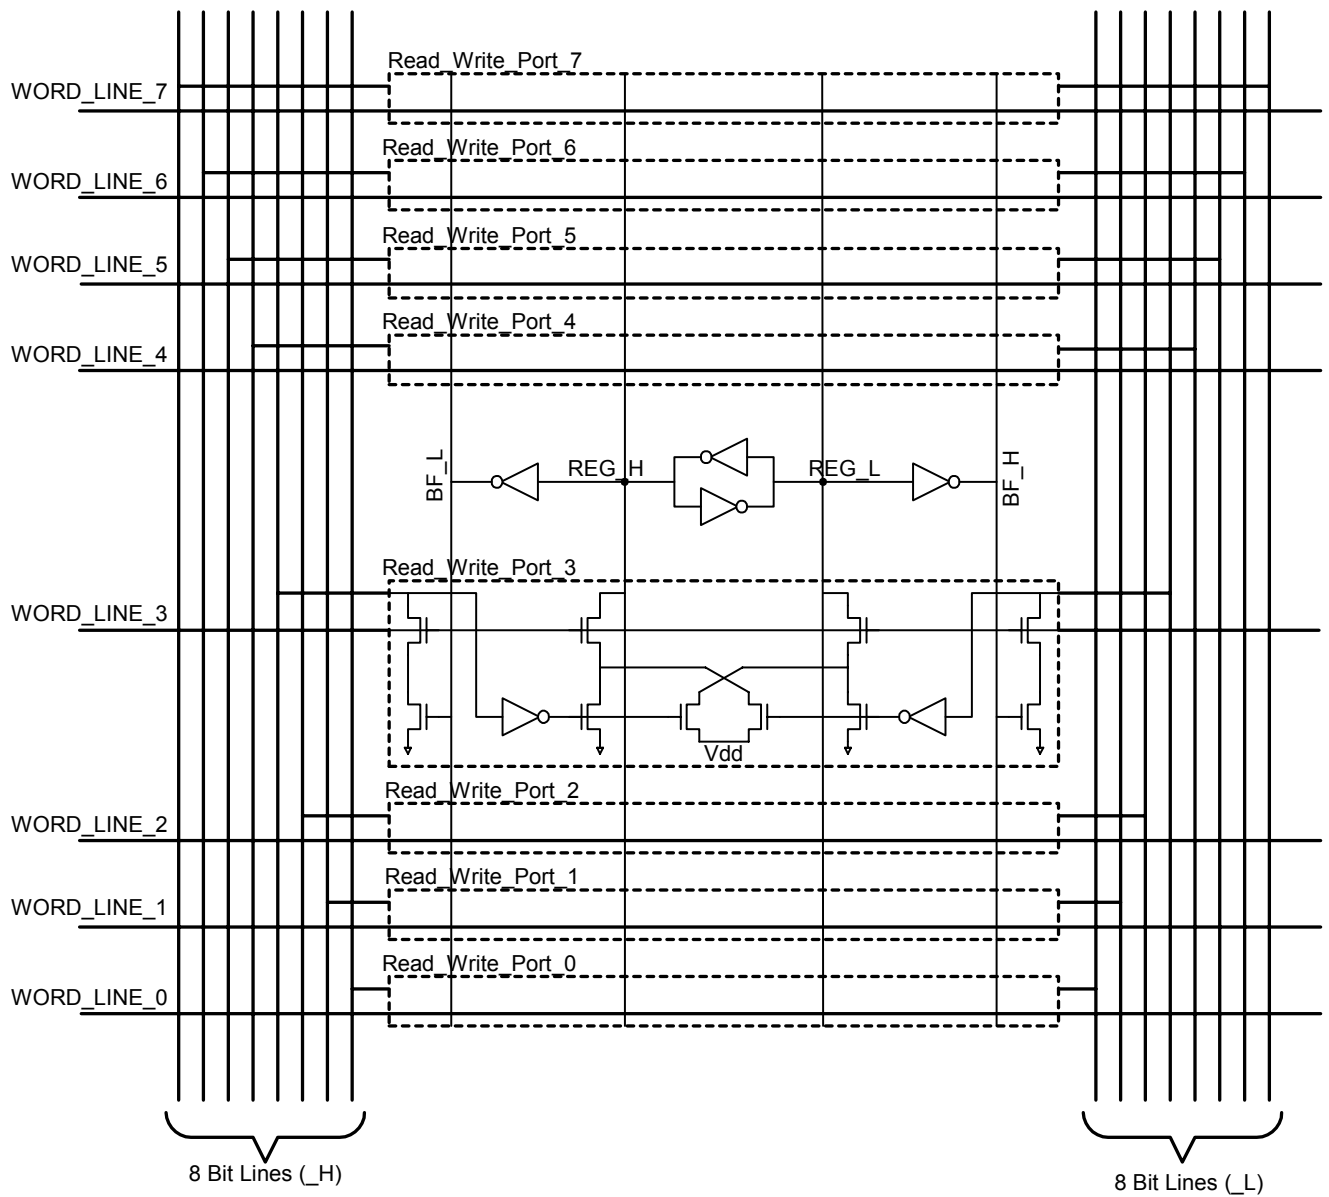 Read_Write_Port_7
WORD_LINE_7
Read_Write_Port_6
WORD_LINE_6
Read_Write_Port_5
WORD_LINE_5
Read_Write_Port_4
WORD_LINE_4
BF_L
REG_H
REG_L
BF_H
Read_Write_Port_3
WORD_LINE_3
Vdd
Read_Write_Port_2
WORD_LINE_2
Read_Write_Port_1
WORD_LINE_1
Read_Write_Port_0
WORD_LINE_0
8 Bit Lines (_H)
8 Bit Lines (_L)